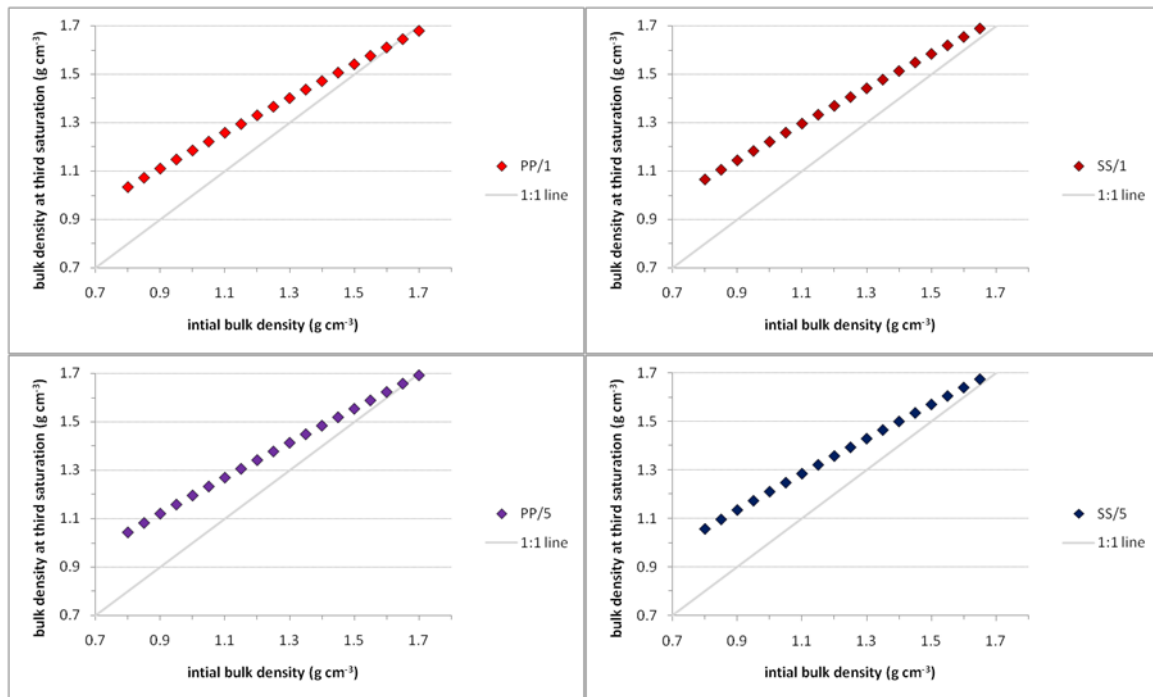 bulk density at third saturation (g cm⁻³)
1.7
1.5
1.3
1.1
0.9
0.7
0.7 0.9 1.1 1.3 1.5 1.7
intial bulk density (g cm⁻³)
PP/1
1:1 line
bulk density at third saturation (g cm⁻³)
1.7
1.5
1.3
1.1
0.9
0.7
0.7 0.9 1.1 1.3 1.5 1.7
intial bulk density (g cm⁻³)
SS/1
1:1 line
bulk density at third saturation (g cm⁻³)
1.7
1.5
1.3
1.1
0.9
0.7
0.7 0.9 1.1 1.3 1.5 1.7
intial bulk density (g cm⁻³)
PP/5
1:1 line
bulk density at third saturation (g cm⁻³)
1.7
1.5
1.3
1.1
0.9
0.7
0.7 0.9 1.1 1.3 1.5 1.7
intial bulk density (g cm⁻³)
SS/5
1:1 line